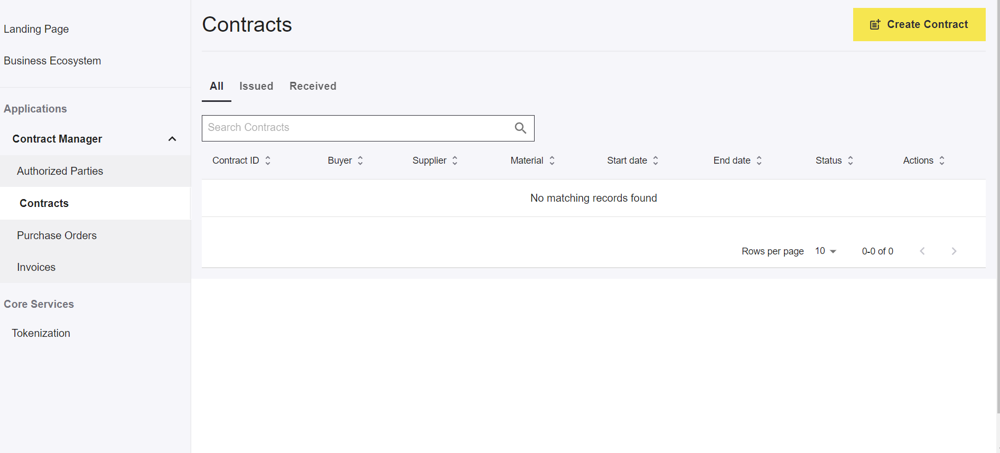 Landing Page
Business Ecosystem
Applications
Contract Manager
Authorized Parties
Contracts
Purchase Orders
Invoices
Core Services
Tokenization
Contracts
Create Contract
All Issued Received
Search Contracts
Contract ID Buyer Supplier Material Start date End date Status Actions
No matching records found
Rows per page 10 0-0 of 0